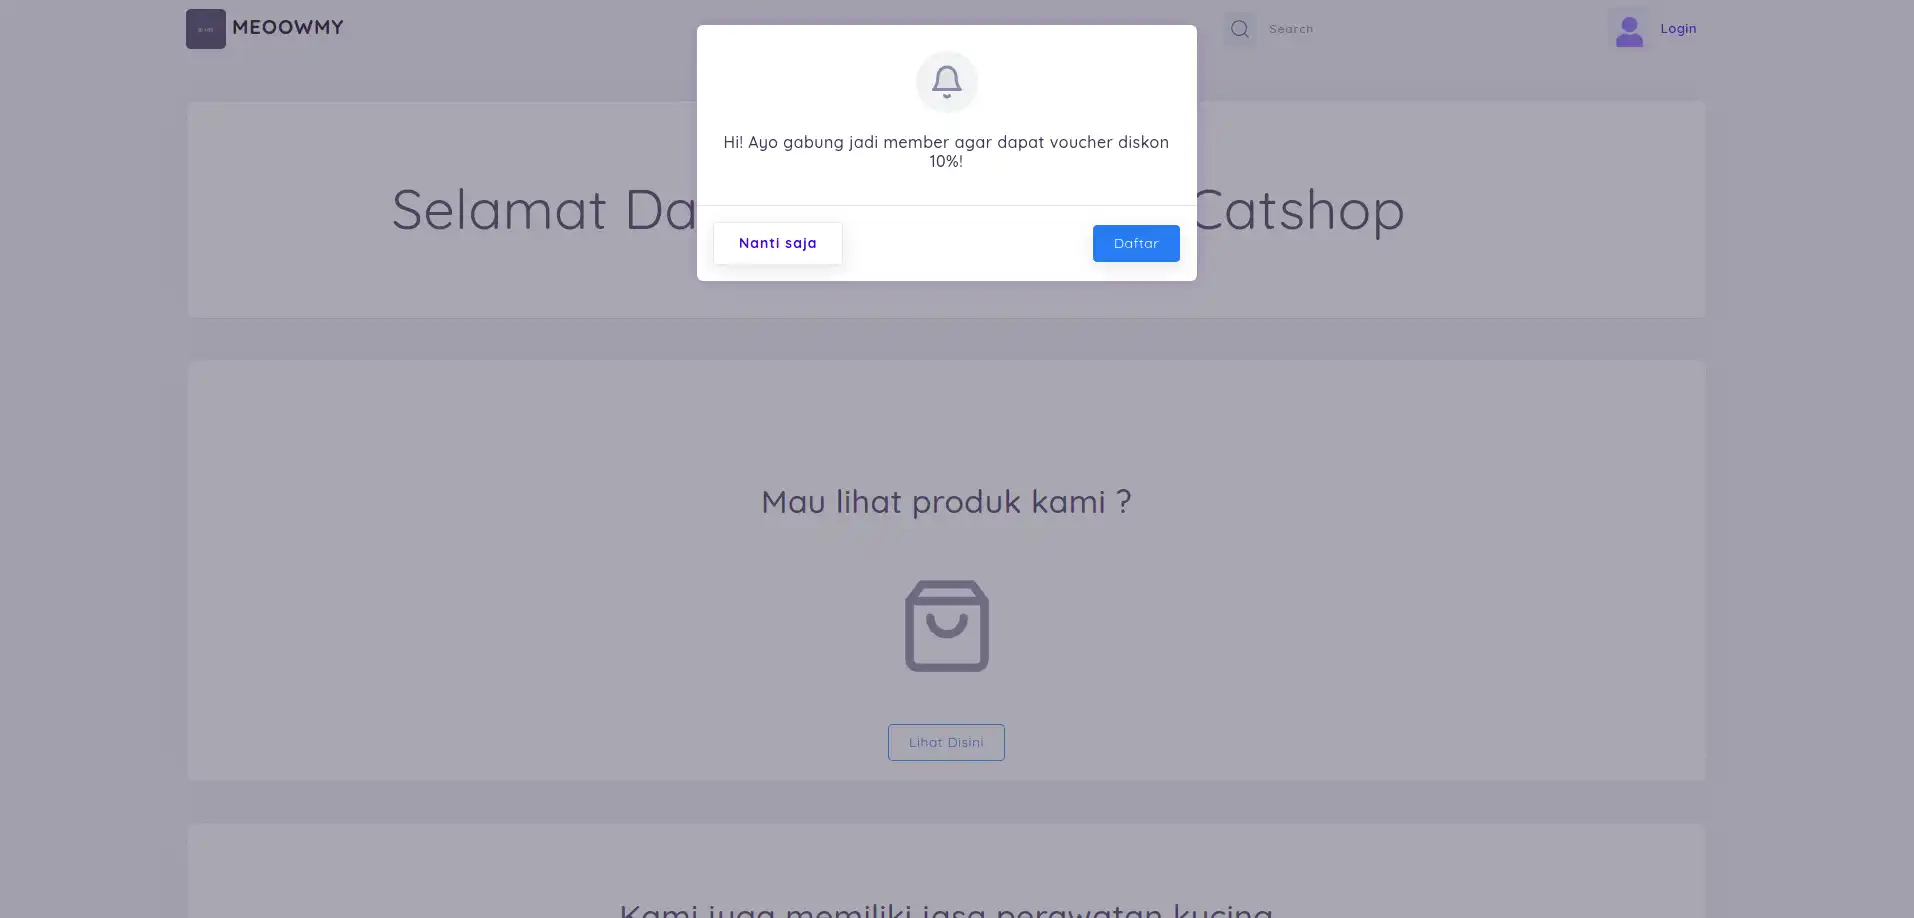 MEOOWMY
Search
Login
Hi! Ayo gabung jadi member agar dapat voucher diskon
10%!
Nanti saja
Daftar
Selamat Da Catshop
Mau lihat produk kami ?
Lihat Disini
Kami juga memiliki jasa perawatan kucing